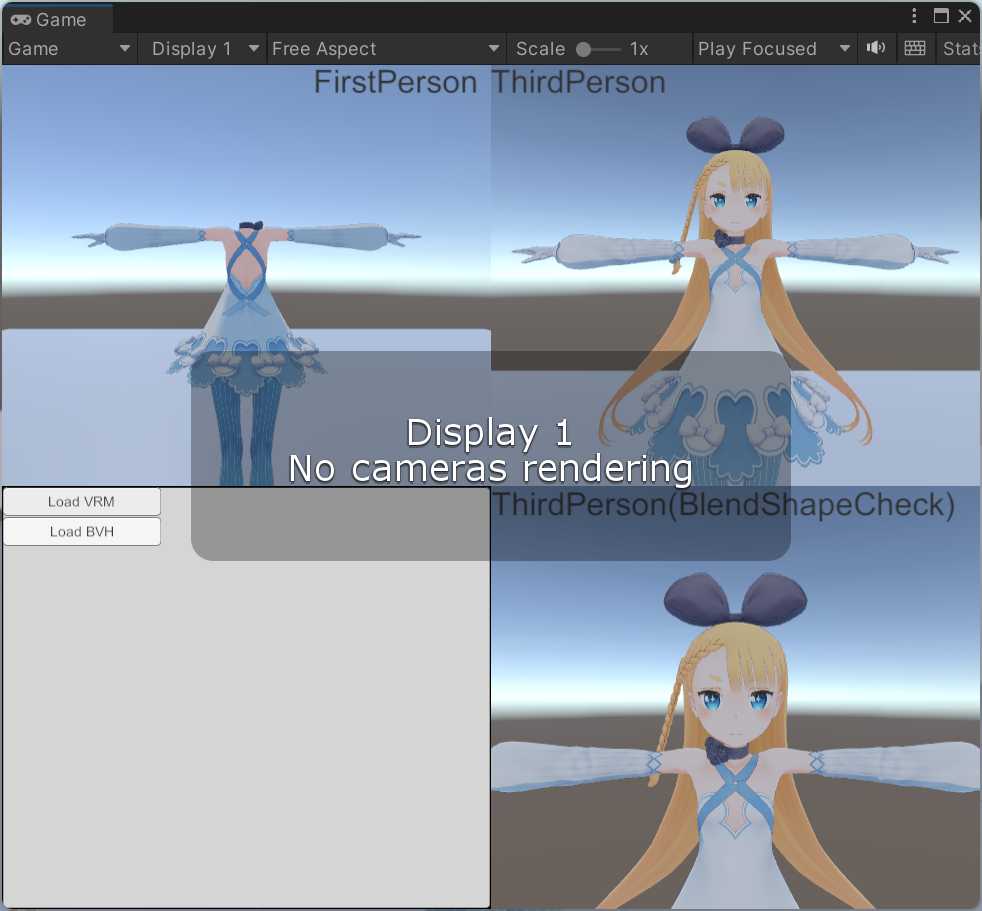 Game
Game Display 1 Free Aspect Scale 1x Play Focused Stat
FirstPerson
ThirdPerson
Display 1
No cameras rendering
Load VRM
Load BVH
ThirdPerson(BlendShapeCheck)